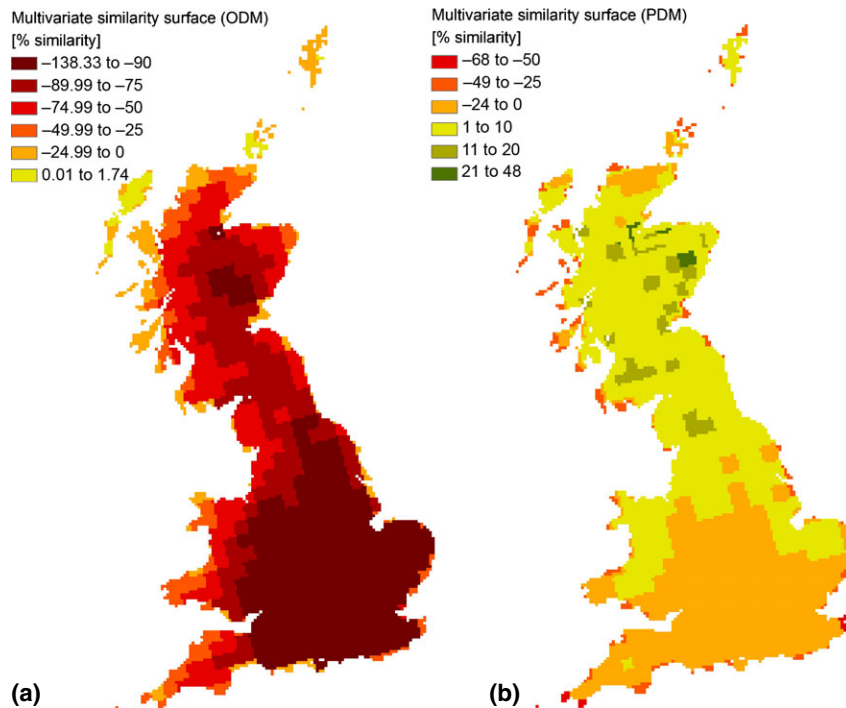 Multivariate similarity surface (ODM)
[% similarity]
–138.33 to –90
–89.99 to –75
–74.99 to –50
–49.99 to –25
–24.99 to 0
0.01 to 1.74
(a)
Multivariate similarity surface (PDM)
[% similarity]
–68 to –50
–49 to –25
–24 to 0
1 to 10
11 to 20
21 to 48
(b)